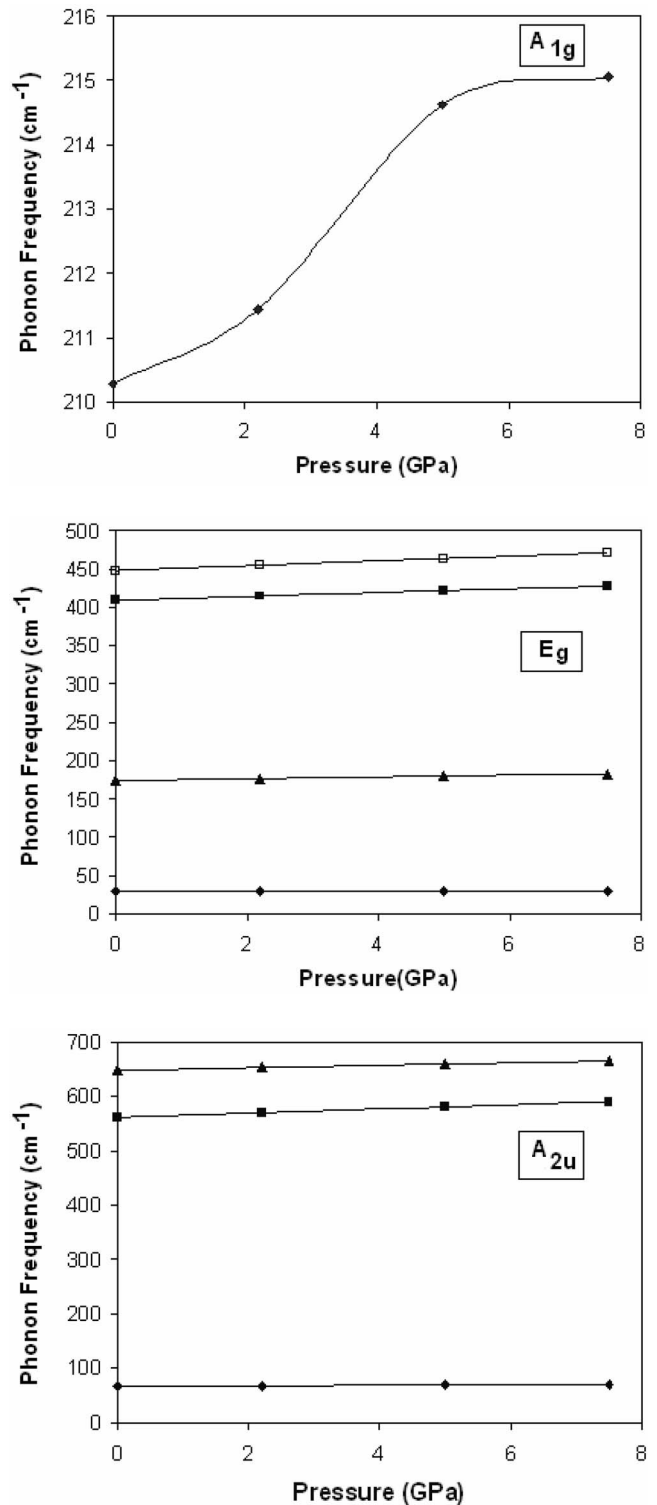 216
215
214
213
212
211
210
Phonon Frequency (cm⁻¹)
A 1g
0 2 4 6 8
Pressure (GPa)
500
450
400
350
300
250
200
150
100
50
0
Phonon Frequency (cm⁻¹)
E g
0 2 4 6 8
Pressure(GPa)
700
600
500
400
300
200
100
0
Phonon Frequency (cm⁻¹)
A 2u
0 2 4 6 8
Pressure (GPa)